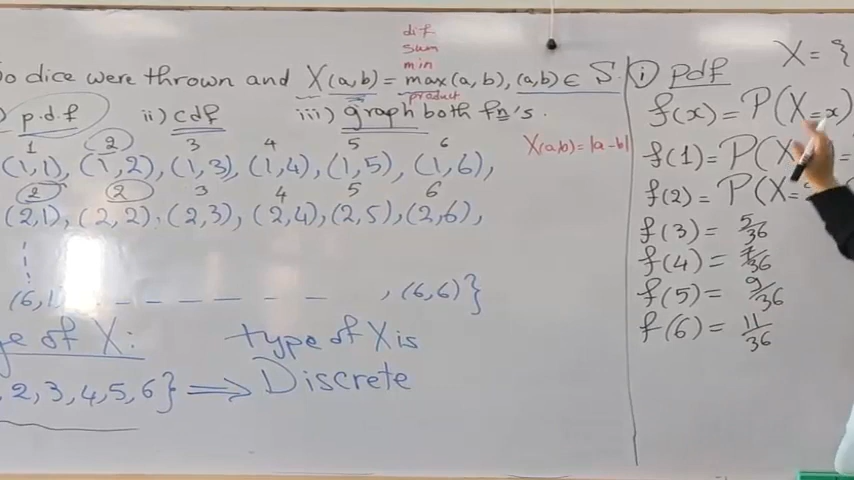 dif
sum
min
o dice were thrown and X(a,b) = max(a,b), (a,b) ∈ S.
product
) p.d.f ii) cdf iii) graph both fn's.
X(a,b) = |a-b|
1 2 3 4 5 6
(1,1), (1,2), (1,3), (1,4), (1,5), (1,6),
2 2 3 4 5 6
(2,1), (2,2), (2,3), (2,4), (2,5), (2,6),
(6,1 _ _ _ _ _ _ , (6,6)}
ge of X:
, 2, 3, 4, 5, 6} ⟹ Discrete
type of X is
i) pdf
X = {
f(x) = P(X=x)
f(1) = P(X
f(2) = P(X=
f(3) = 5/36
f(4) = 7/36
f(5) = 9/36
f(6) = 11/36